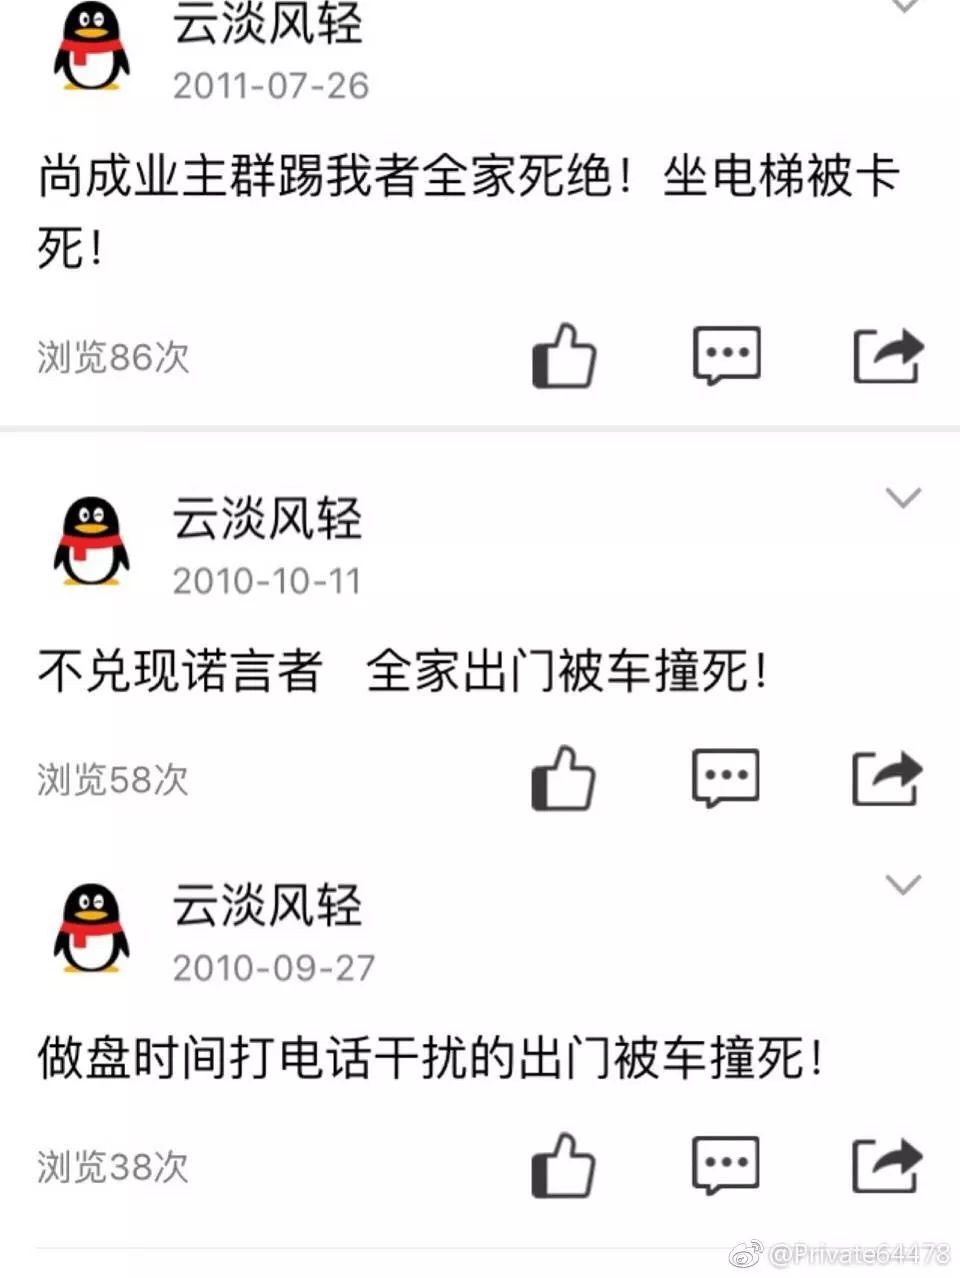 云淡风轻
2011-07-26
尚成业主群踢我者全家死绝！坐电梯被卡
死！
浏览86次
云淡风轻
2010-10-11
不兑现诺言者 全家出门被车撞死！
浏览58次
云淡风轻
2010-09-27
做盘时间打电话干扰的出门被车撞死！
浏览38次
@Private64478